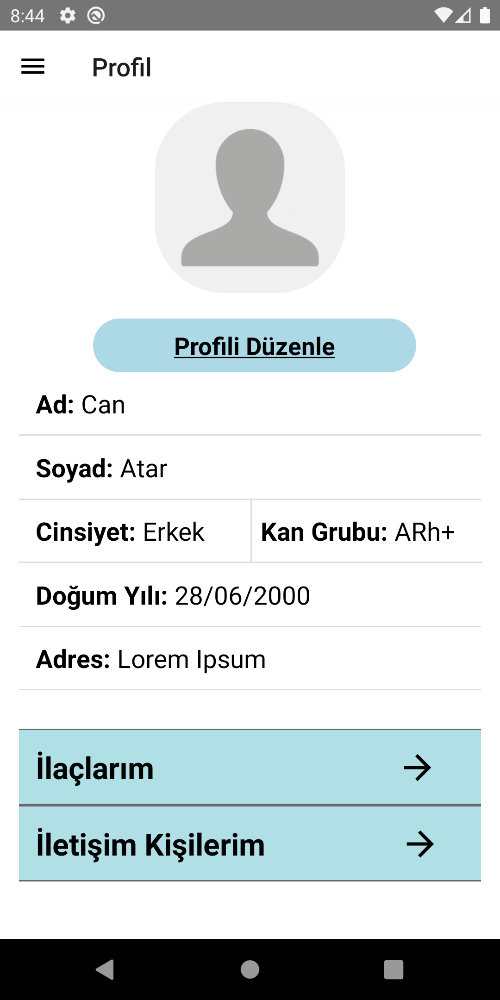 8:44
Profil
Profili Düzenle
Ad: Can
Soyad: Atar
Cinsiyet: Erkek
Kan Grubu: ARh+
Doğum Yılı: 28/06/2000
Adres: Lorem Ipsum
İlaçlarım
İletişim Kişilerim